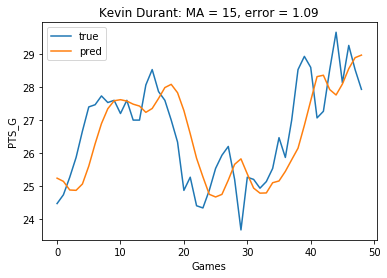 Kevin Durant: MA = 15, error = 1.09
true
pred
PTS_G
29
28
27
26
25
24
0
10
20
30
40
50
Games